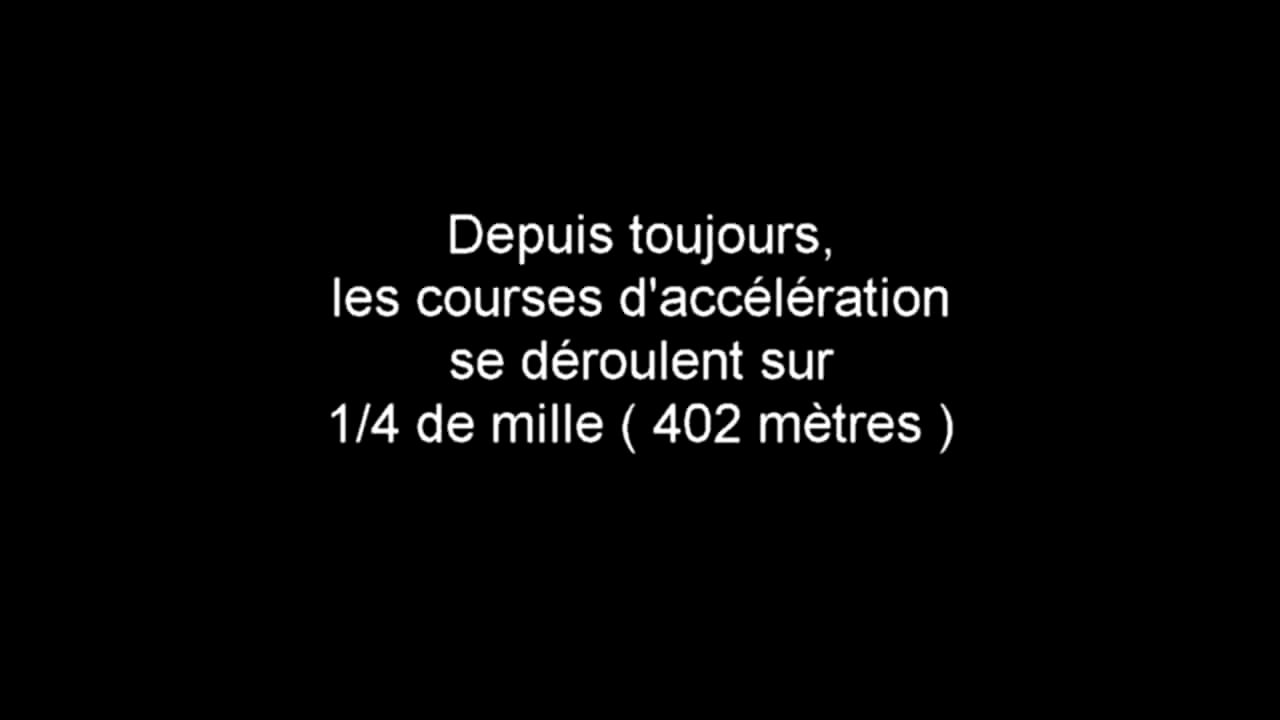 Depuis toujours,
les courses d'accélération
se déroulent sur
1/4 de mille ( 402 mètres )